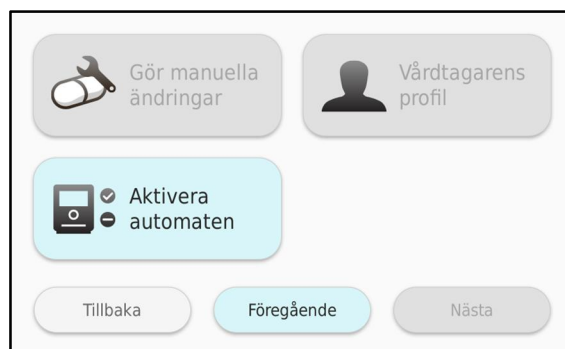 Gör manuella
ändringar
Vårdtagarens
profil
Aktivera
automaten
Tillbaka
Föregående
Nästa